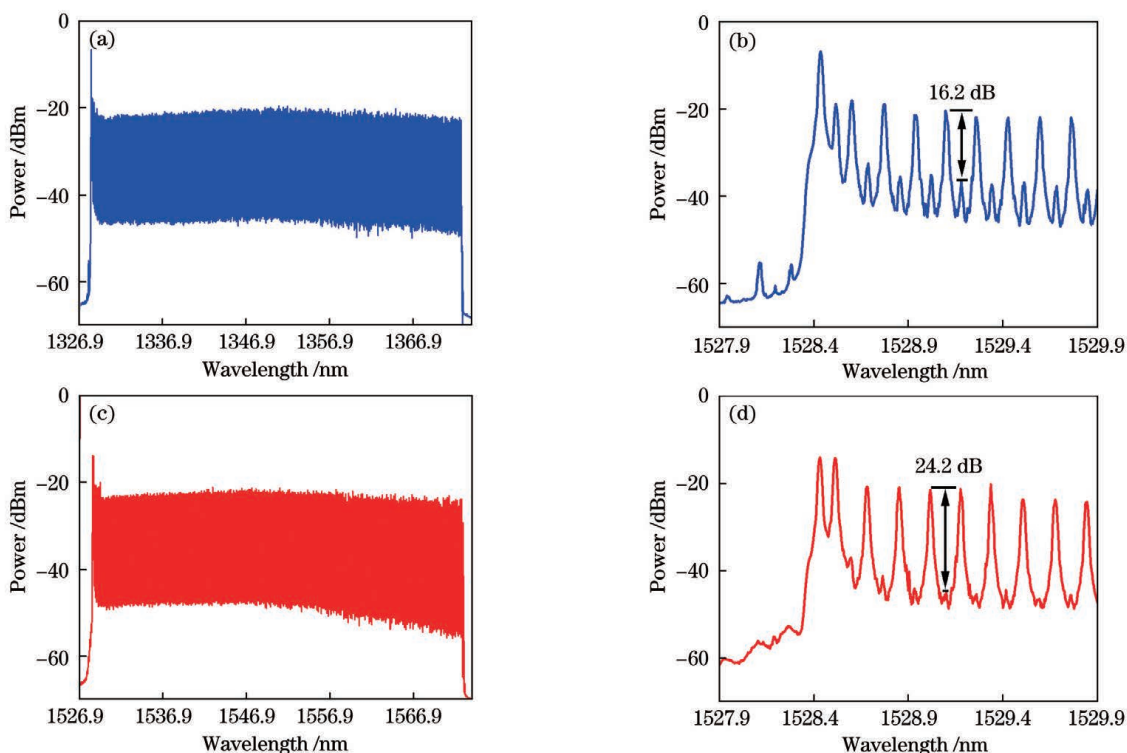 (a)
0
−20
−40
−60
Power /dBm
1326.9 1336.9 1346.9 1356.9 1366.9
Wavelength /nm
(b)
0
−20
−40
−60
Power /dBm
16.2 dB
1527.9 1528.4 1528.9 1529.4 1529.9
Wavelength /nm
(c)
0
−20
−40
−60
Power /dBm
1526.9 1536.9 1546.9 1556.9 1566.9
Wavelength /nm
(d)
0
−20
−40
−60
Power /dBm
24.2 dB
1527.9 1528.4 1528.9 1529.4 1529.9
Wavelength /nm